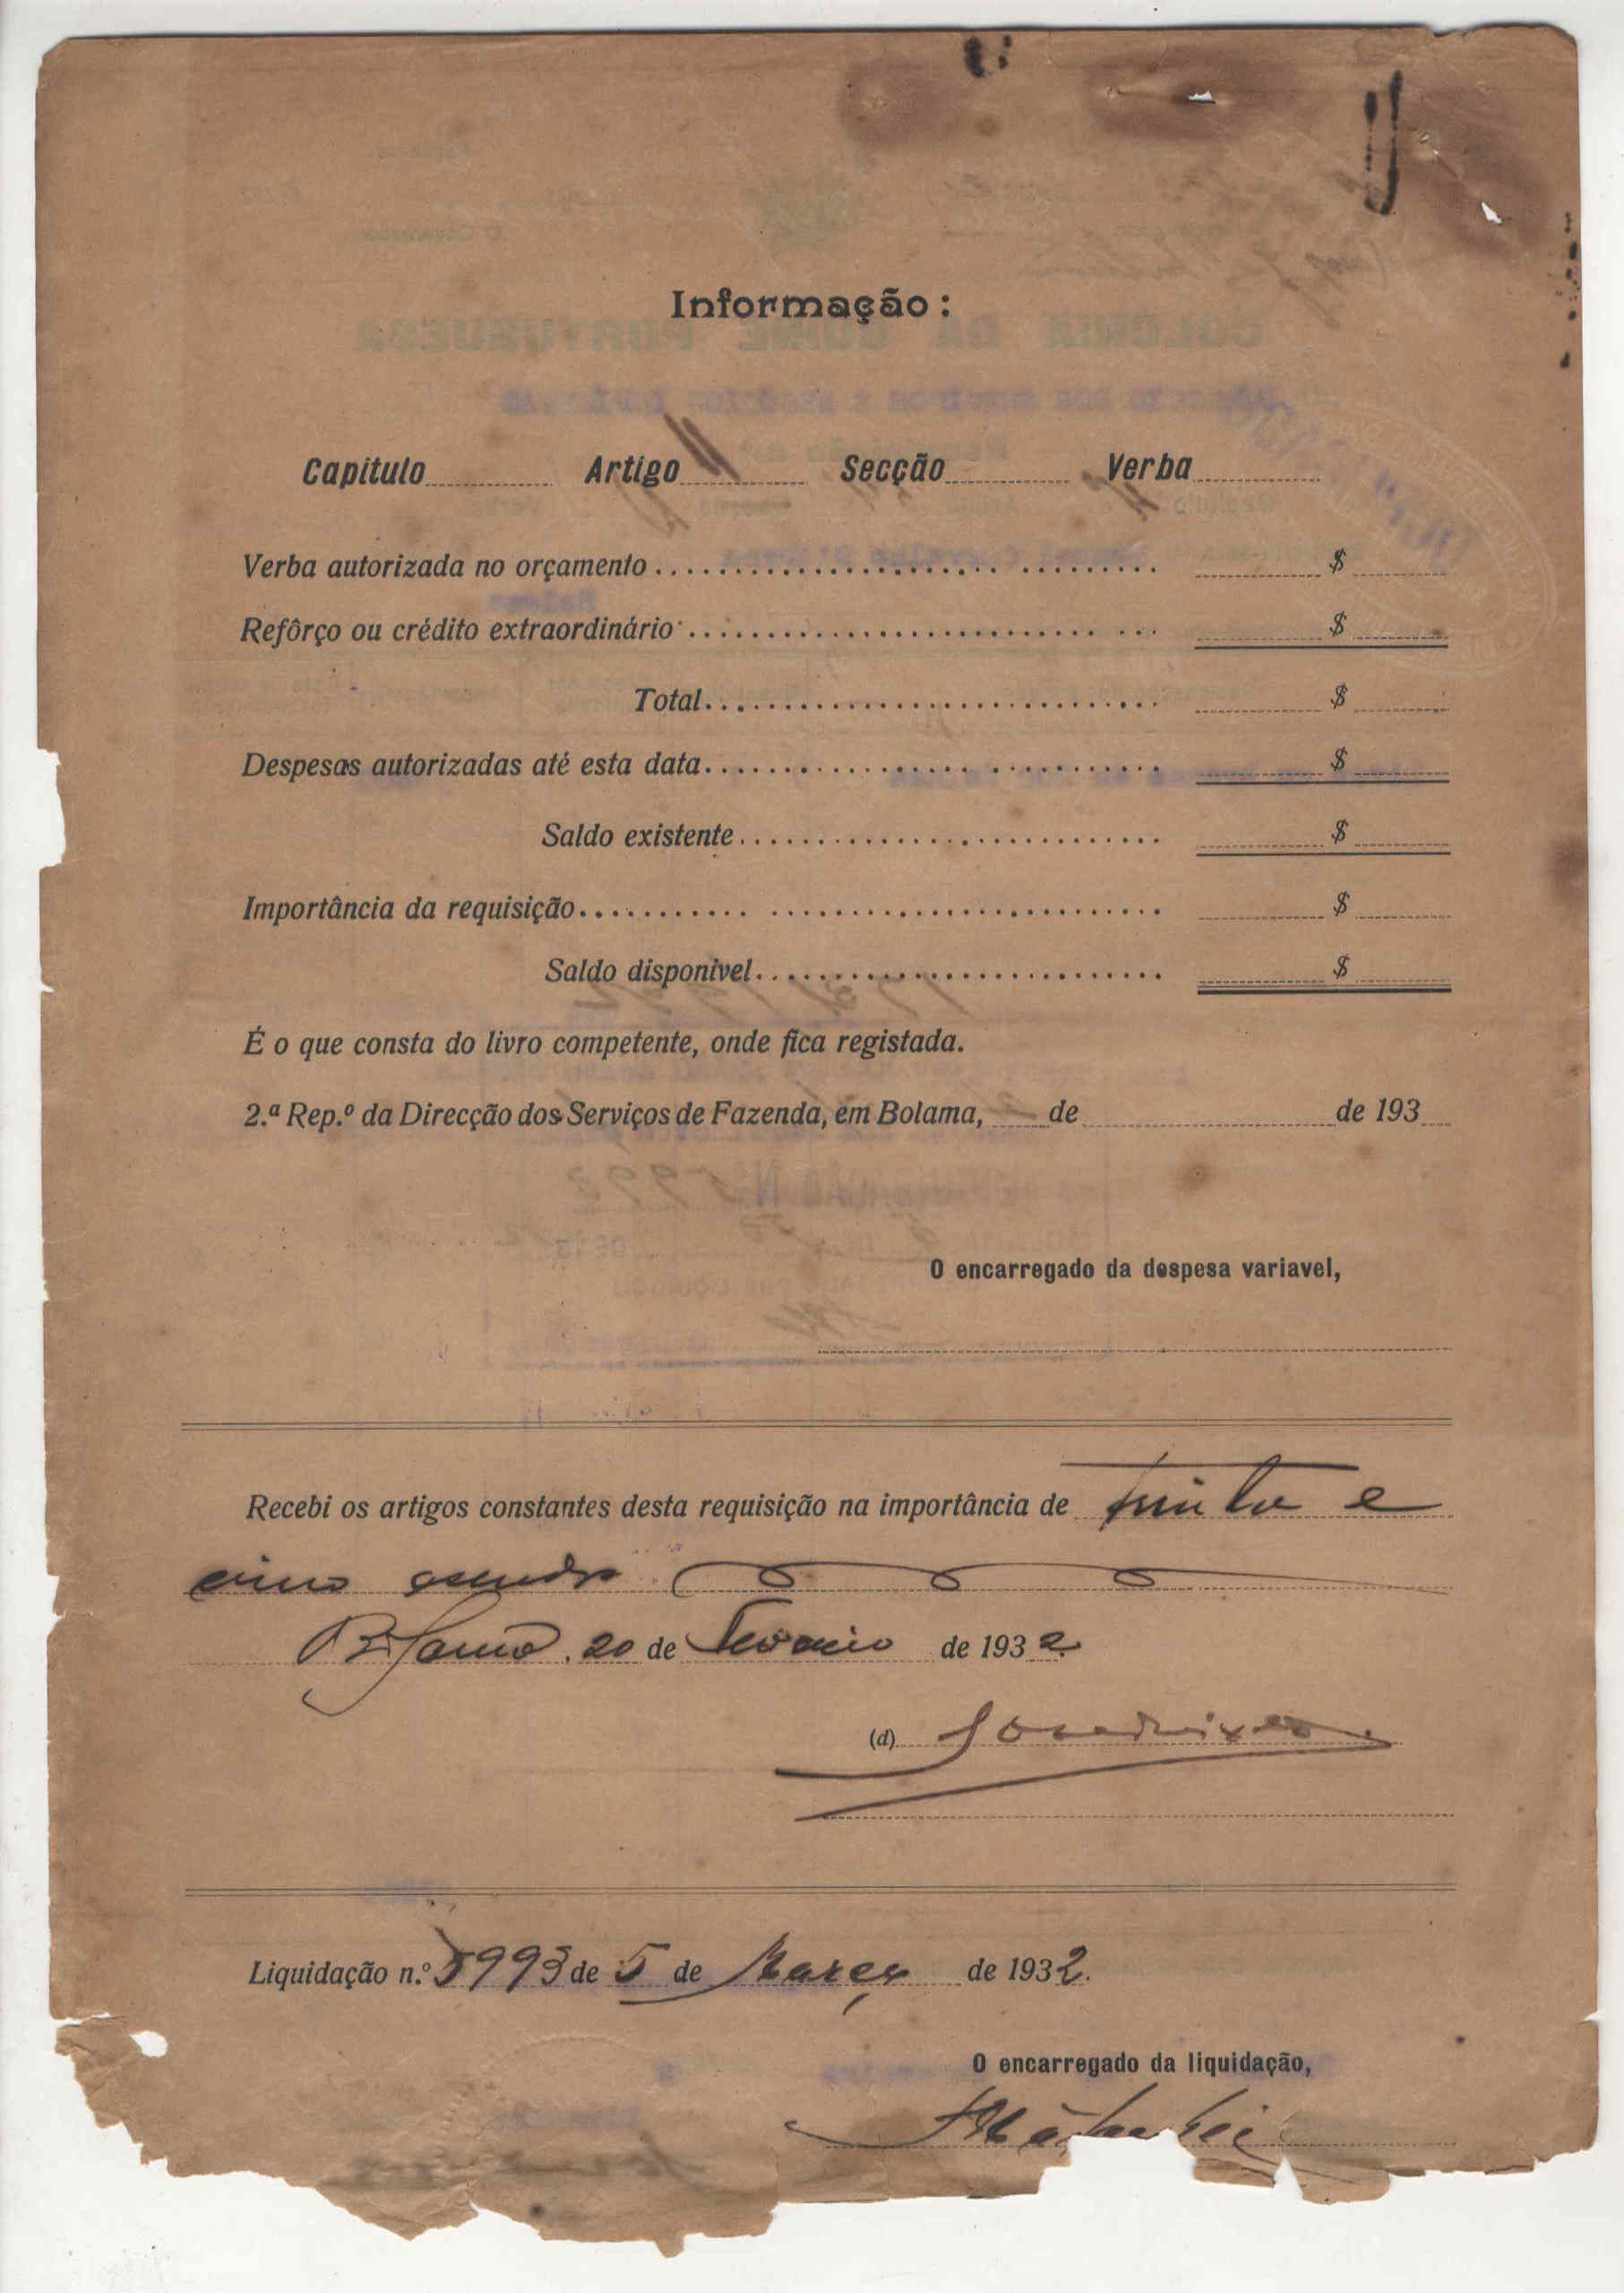 Informação:
Capitulo Artigo Secção Verba
Verba autorizada no orçamento $
Refôrço ou crédito extraordinário $
Total $
Despesas autorizadas até esta data $
Saldo existente $
Importância da requisição $
Saldo disponivel $
É o que consta do livro competente, onde fica registada.
2.ª Rep.º da Direcção dos Serviços de Fazenda, em Bolama, de de 193
O encarregado da despesa variavel,
Recebi os artigos constantes desta requisição na importância de trinta e
cinco escudos
Bolama, 20 de Fevereiro de 1932
(d)
Liquidação n.º 5993 de 5 de Março de 1932.
O encarregado da liquidação,